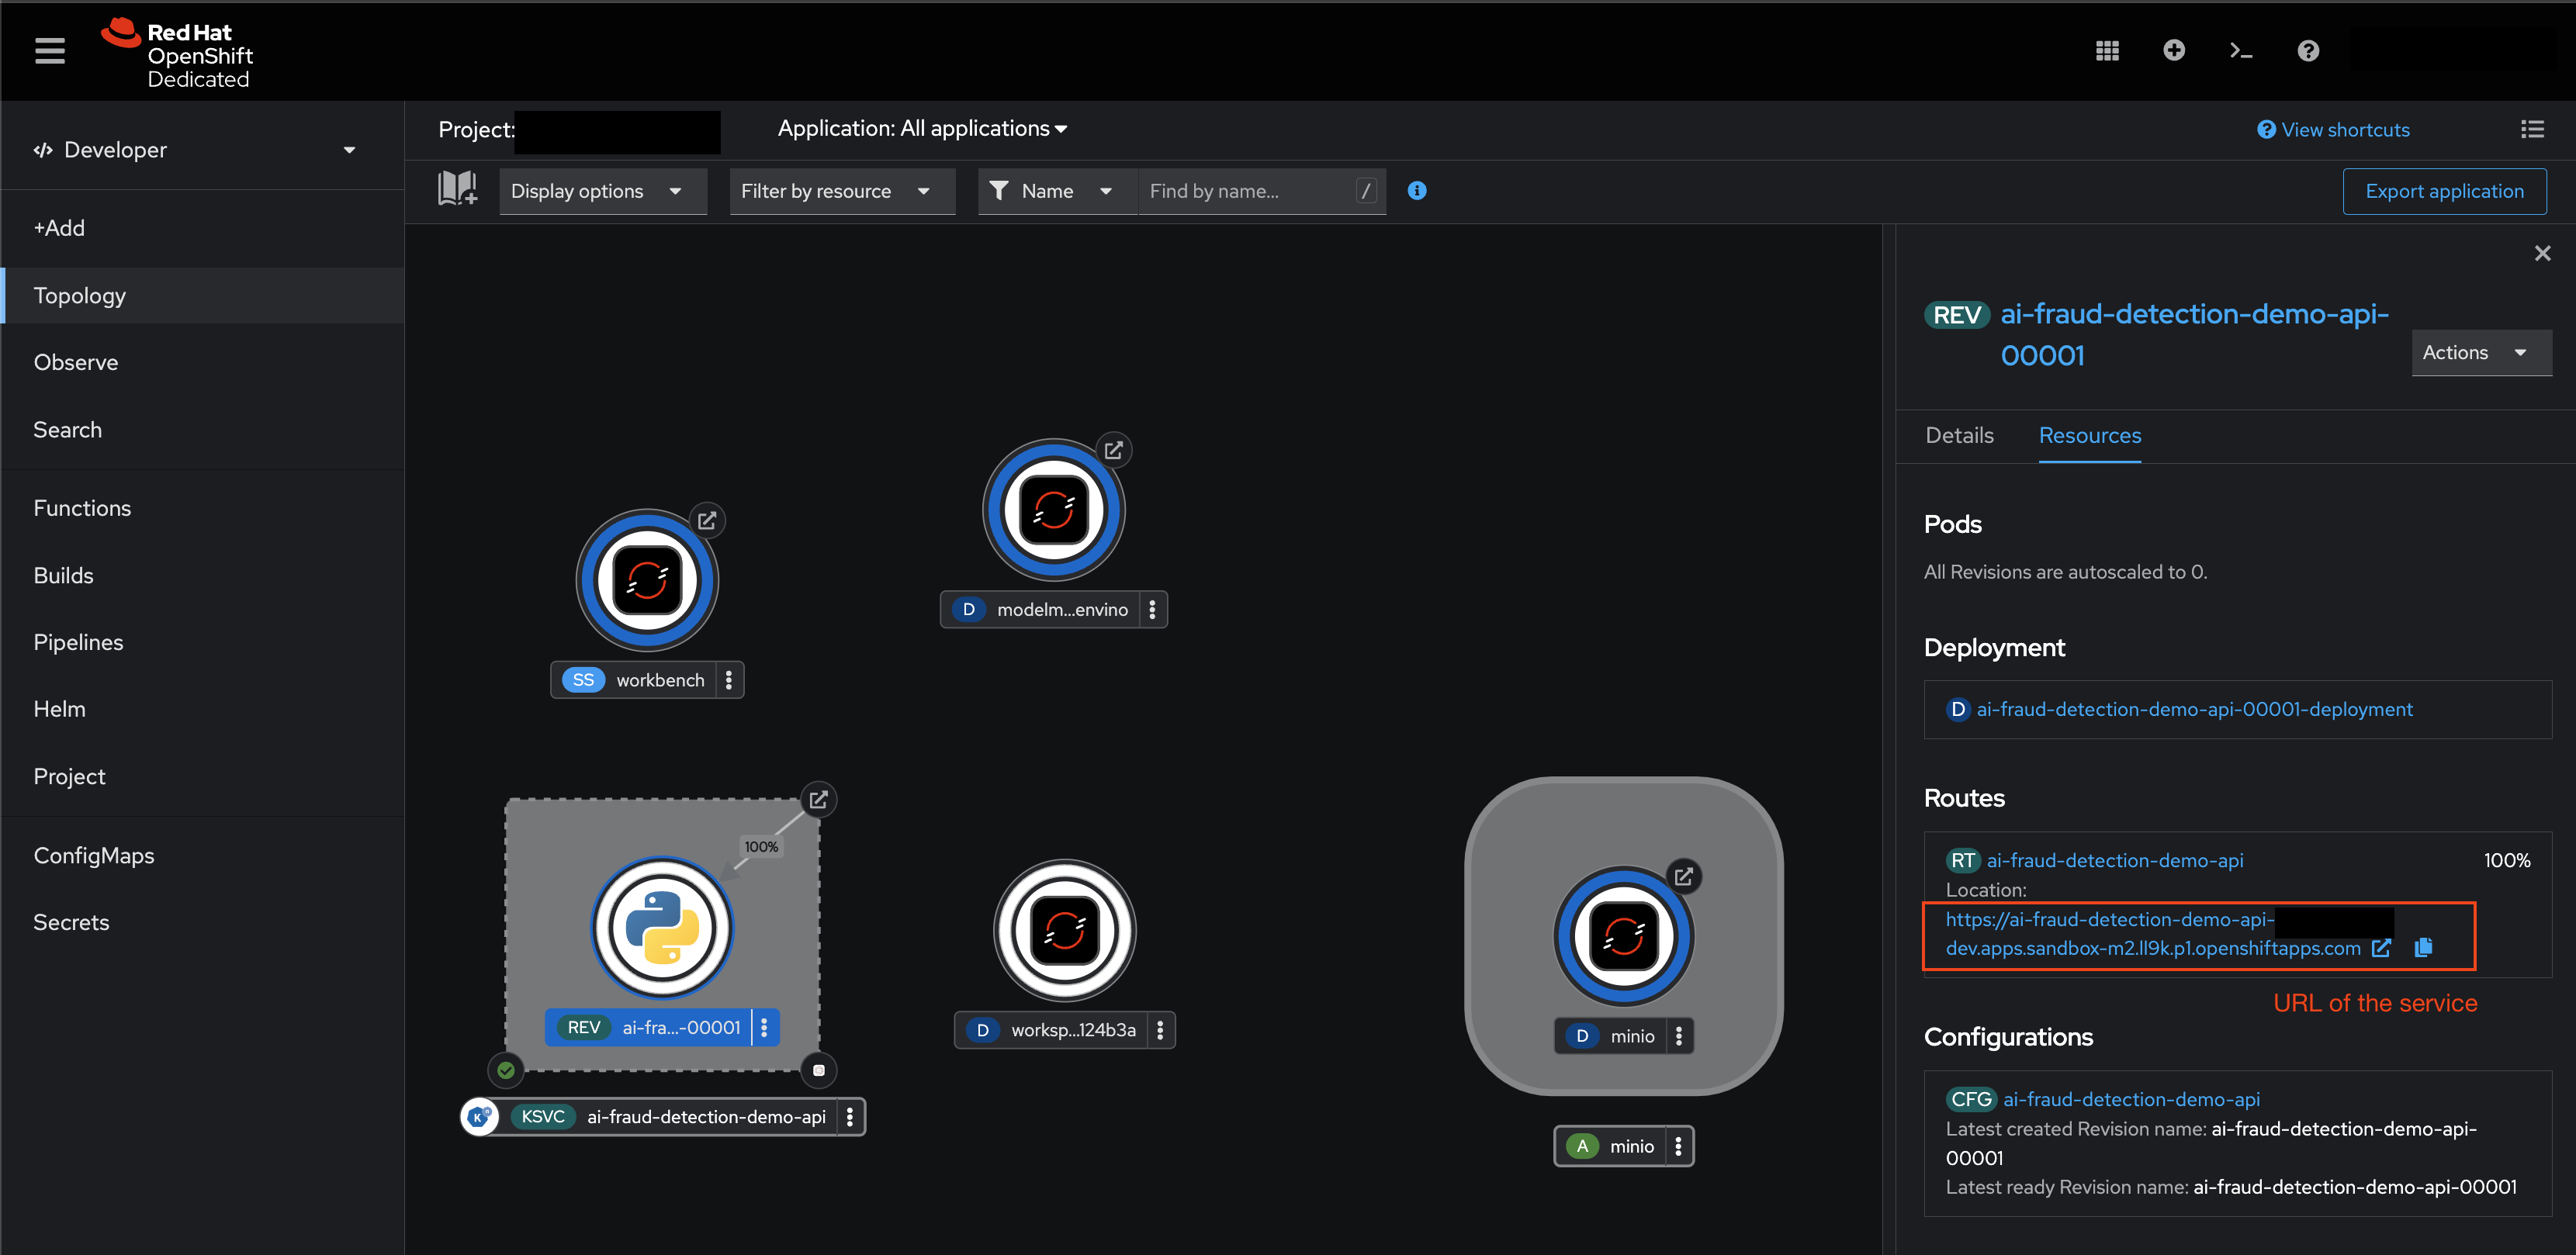 Red Hat
OpenShift
Dedicated
Developer
+Add
Topology
Observe
Search
Functions
Builds
Pipelines
Helm
Project
ConfigMaps
Secrets
Project:
Application: All applications
View shortcuts
Display options
Filter by resource
Name
Find by name...
/
Export application
workbench
SS
D
modelm...envino
100%
REV
ai-fra...-00001
KSVC
ai-fraud-detection-demo-api
D
worksp...124b3a
D
minio
A
minio
REV
ai-fraud-detection-demo-api-
00001
Actions
Details
Resources
Pods
All Revisions are autoscaled to 0.
Deployment
D ai-fraud-detection-demo-api-00001-deployment
Routes
RT ai-fraud-detection-demo-api
100%
Location:
https://ai-fraud-detection-demo-api-
dev.apps.sandbox-m2.ll9k.p1.openshiftapps.com
URL of the service
Configurations
CFG ai-fraud-detection-demo-api
Latest created Revision name: ai-fraud-detection-demo-api-
00001
Latest ready Revision name: ai-fraud-detection-demo-api-00001